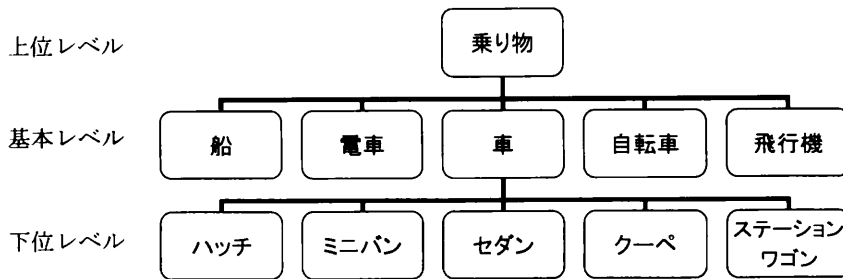 上位レベル
乗り物
基本レベル
船
電車
車
自転車
飛行機
下位レベル
ハッチ
ミニバン
セダン
クーペ
ステーション
ワゴン